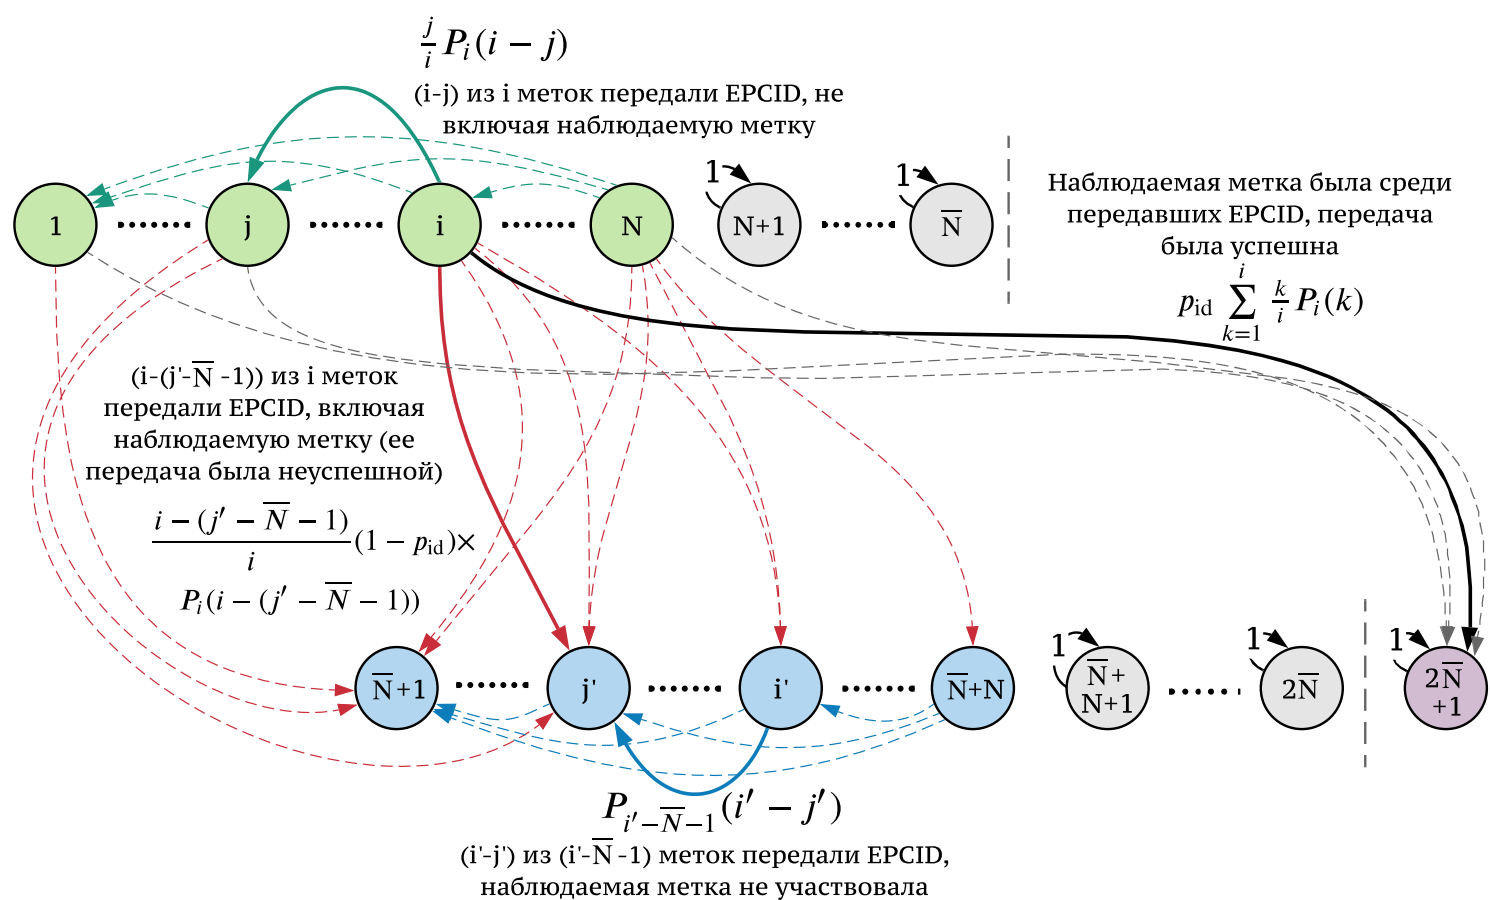 j/i P_i(i − j)
(i-j) из i меток передали EPCID, не
включая наблюдаемую метку
1
j
i
N
1
N+1
1
N̅
Наблюдаемая метка была среди
передавших EPCID, передача
была успешна
p_id ∑_{k=1}^{i} k/i P_i(k)
(i-(j'-N̅ -1)) из i меток
передали EPCID, включая
наблюдаемую метку (ее
передача была неуспешной)
(i − (j′ − N̅ − 1))/i (1 − p_id)×
P_i(i − (j′ − N̅ − 1))
N̅+1
j'
i'
N̅+N
1
N̅+
N+1
1
2N̅
1
2N̅
+1
P_{i′−N̅−1}(i′ − j′)
(i'-j') из (i'-N̅ -1) меток передали EPCID,
наблюдаемая метка не участвовала